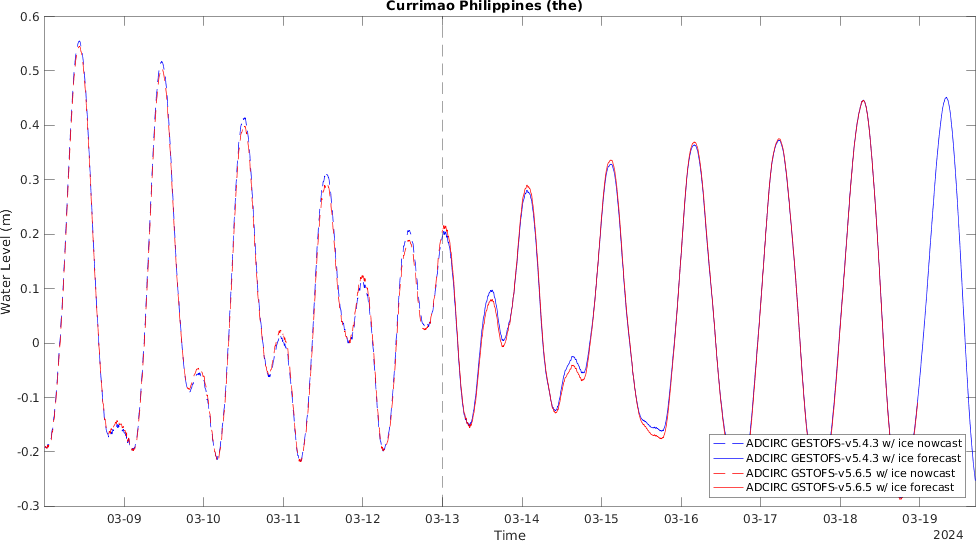 Currimao Philippines (the)
0.6
0.5
0.4
0.3
0.2
0.1
0
-0.1
-0.2
-0.3
Water Level (m)
ADCIRC GESTOFS-v5.4.3 w/ ice nowcast
ADCIRC GESTOFS-v5.4.3 w/ ice forecast
ADCIRC GSTOFS-v5.6.5 w/ ice nowcast
ADCIRC GSTOFS-v5.6.5 w/ ice forecast
03-09 03-10 03-11 03-12 03-13 03-14 03-15 03-16 03-17 03-18 03-19
Time
2024